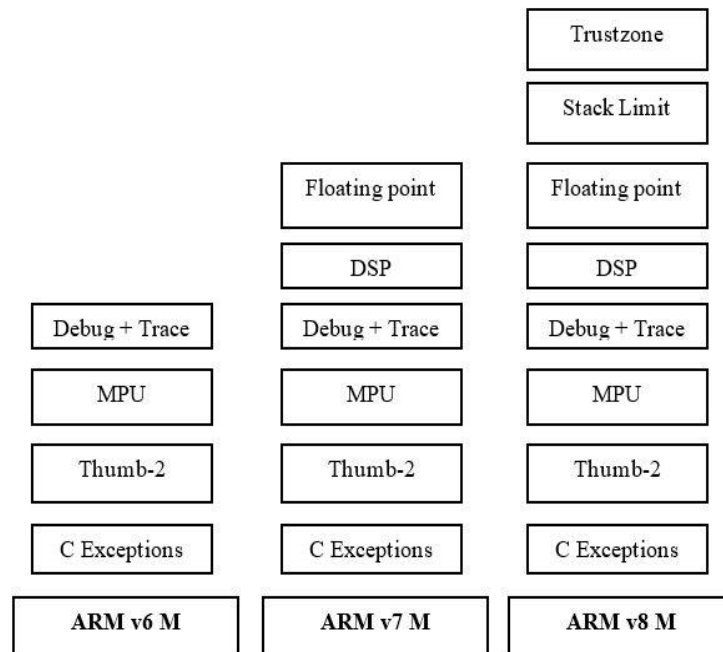 Trustzone
Stack Limit
Floating point
Floating point
DSP
DSP
Debug + Trace
Debug + Trace
Debug + Trace
MPU
MPU
MPU
Thumb-2
Thumb-2
Thumb-2
C Exceptions
C Exceptions
C Exceptions
ARM v6 M
ARM v7 M
ARM v8 M